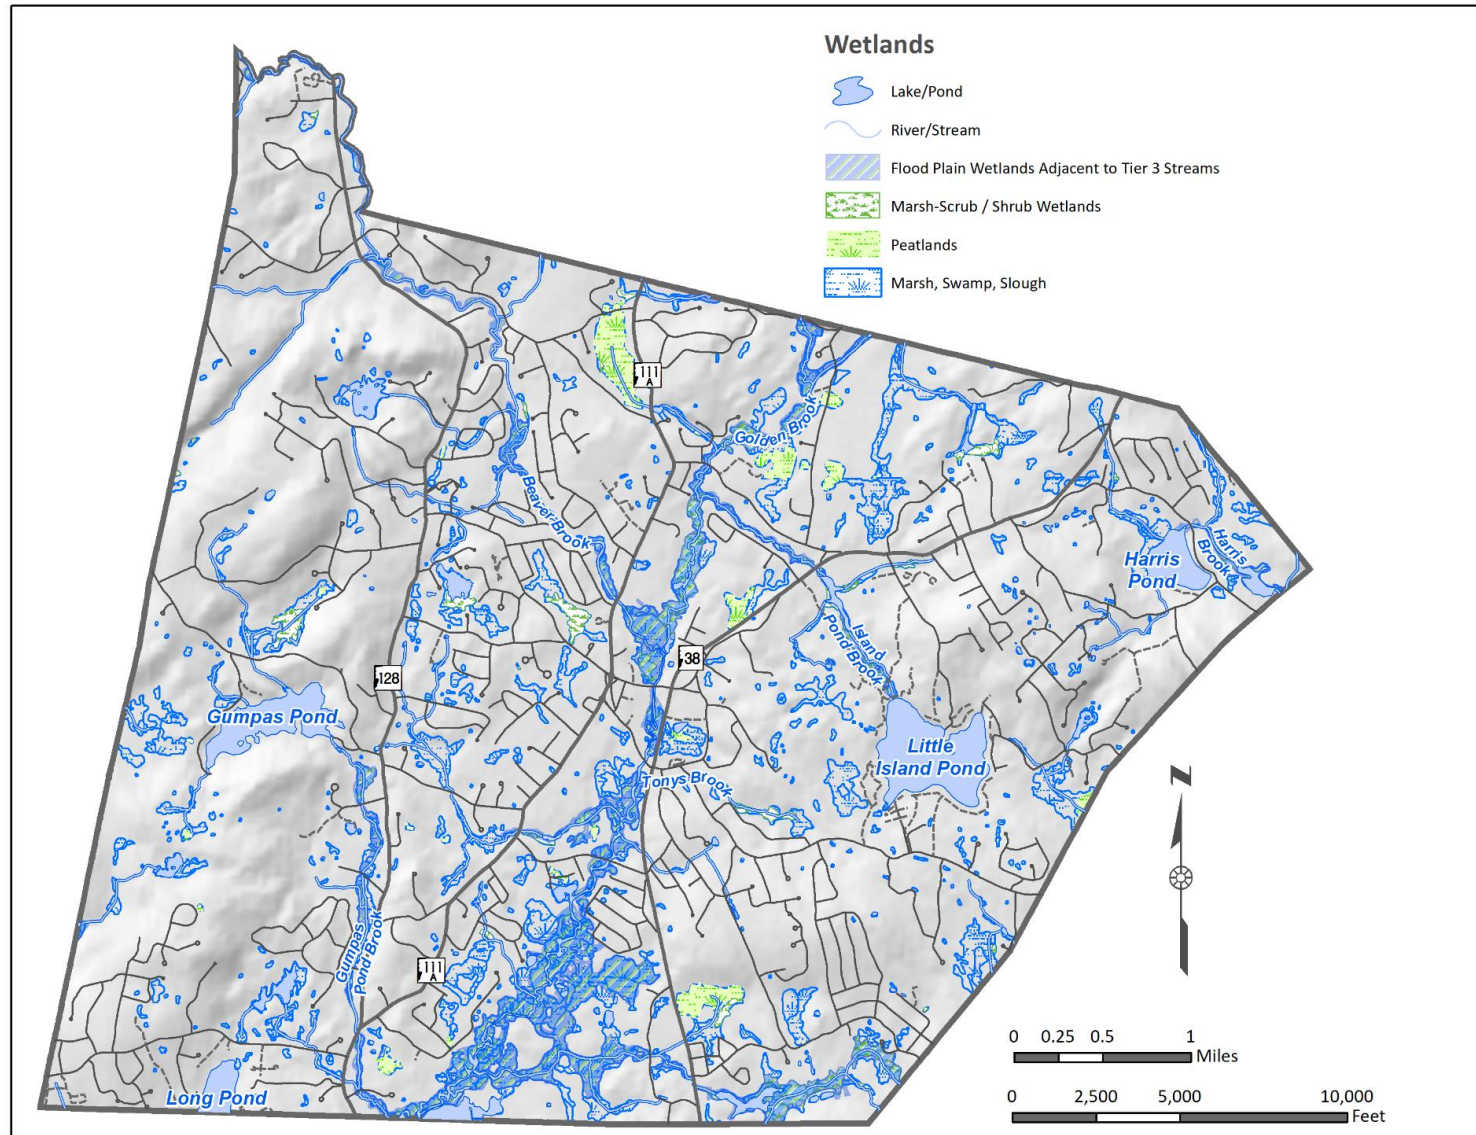 Wetlands
Lake/Pond
River/Stream
Flood Plain Wetlands Adjacent to Tier 3 Streams
Marsh-Scrub / Shrub Wetlands
Peatlands
Marsh, Swamp, Slough
111
A
Golden Brook
Beaver Brook
Harris
Pond
Harris
Brook
Island
Pond Brook
38
128
Gumpas Pond
Little
Island Pond
Tonys Brook
Gumpas
Pond Brook
111
A
Long Pond
N
0 0.25 0.5 1
Miles
0 2,500 5,000 10,000
Feet